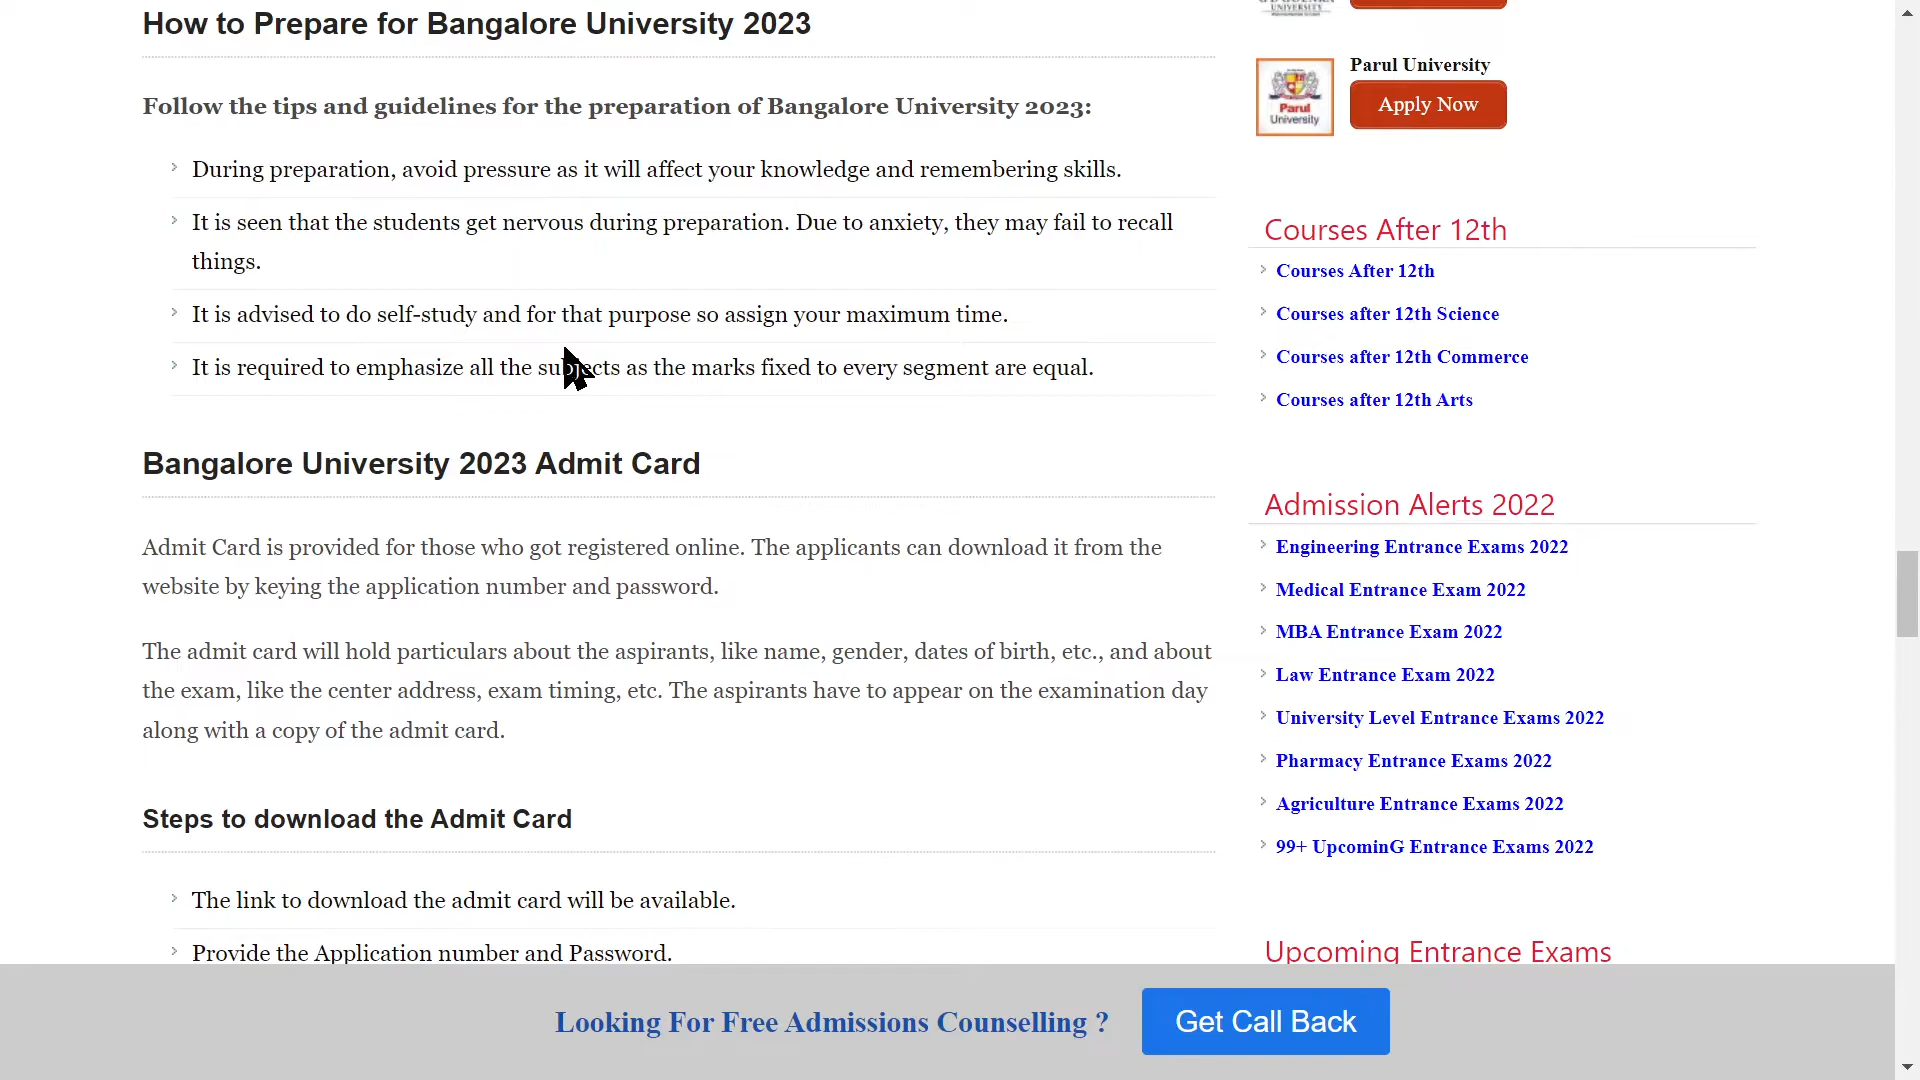 How to Prepare for Bangalore University 2023
Follow the tips and guidelines for the preparation of Bangalore University 2023:
During preparation, avoid pressure as it will affect your knowledge and remembering skills.
It is seen that the students get nervous during preparation. Due to anxiety, they may fail to recall
things.
It is advised to do self-study and for that purpose so assign your maximum time.
It is required to emphasize all the subjects as the marks fixed to every segment are equal.
Bangalore University 2023 Admit Card
Admit Card is provided for those who got registered online. The applicants can download it from the
website by keying the application number and password.
The admit card will hold particulars about the aspirants, like name, gender, dates of birth, etc., and about
the exam, like the center address, exam timing, etc. The aspirants have to appear on the examination day
along with a copy of the admit card.
Steps to download the Admit Card
The link to download the admit card will be available.
Provide the Application number and Password.
UNIVERSITY
Parul University
Parul
University
Apply Now
Courses After 12th
Courses After 12th
Courses after 12th Science
Courses after 12th Commerce
Courses after 12th Arts
Admission Alerts 2022
Engineering Entrance Exams 2022
Medical Entrance Exam 2022
MBA Entrance Exam 2022
Law Entrance Exam 2022
University Level Entrance Exams 2022
Pharmacy Entrance Exams 2022
Agriculture Entrance Exams 2022
99+ UpcominG Entrance Exams 2022
Upcoming Entrance Exams
Looking For Free Admissions Counselling ?
Get Call Back